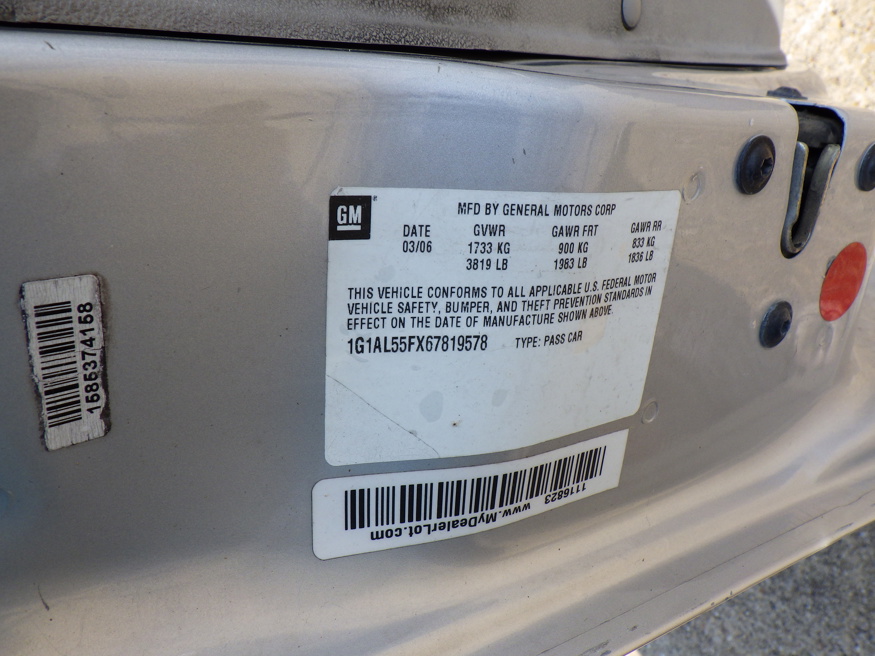 GM
MFD BY GENERAL MOTORS CORP
DATE GVWR GAWR FRT GAWR RR
03/06 1733 KG 900 KG 833 KG
3819 LB 1983 LB 1836 LB
THIS VEHICLE CONFORMS TO ALL APPLICABLE U.S. FEDERAL MOTOR
VEHICLE SAFETY, BUMPER, AND THEFT PREVENTION STANDARDS IN
EFFECT ON THE DATE OF MANUFACTURE SHOWN ABOVE.
1G1AL55FX67819578 TYPE: PASS CAR
1585374158
1116823
www.MyDealerLot.com